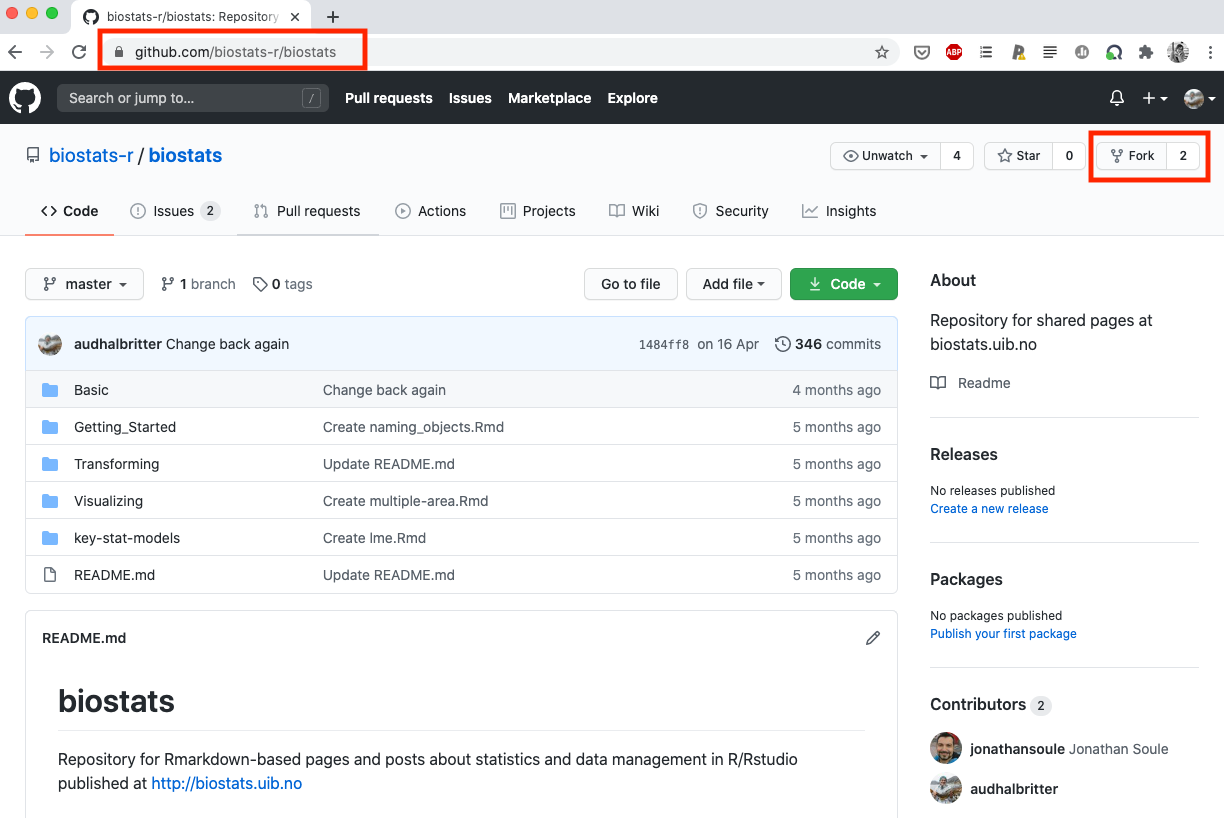 biostats-r/biostats: Repository
github.com/biostats-r/biostats
ABP
Search or jump to... /
Pull requests Issues Marketplace Explore
biostats-r / biostats
Unwatch 4 Star 0 Fork 2
Code Issues 2 Pull requests Actions Projects Wiki Security Insights
master 1 branch 0 tags Go to file Add file Code
audhalbritter Change back again 1484ff8 on 16 Apr 346 commits
Basic Change back again 4 months ago
Getting_Started Create naming_objects.Rmd 5 months ago
Transforming Update README.md 5 months ago
Visualizing Create multiple-area.Rmd 5 months ago
key-stat-models Create lme.Rmd 5 months ago
README.md Update README.md 5 months ago
README.md
biostats
Repository for Rmarkdown-based pages and posts about statistics and data management in R/Rstudio
published at http://biostats.uib.no
About
Repository for shared pages at
biostats.uib.no
Readme
Releases
No releases published
Create a new release
Packages
No packages published
Publish your first package
Contributors 2
jonathansoule Jonathan Soule
audhalbritter